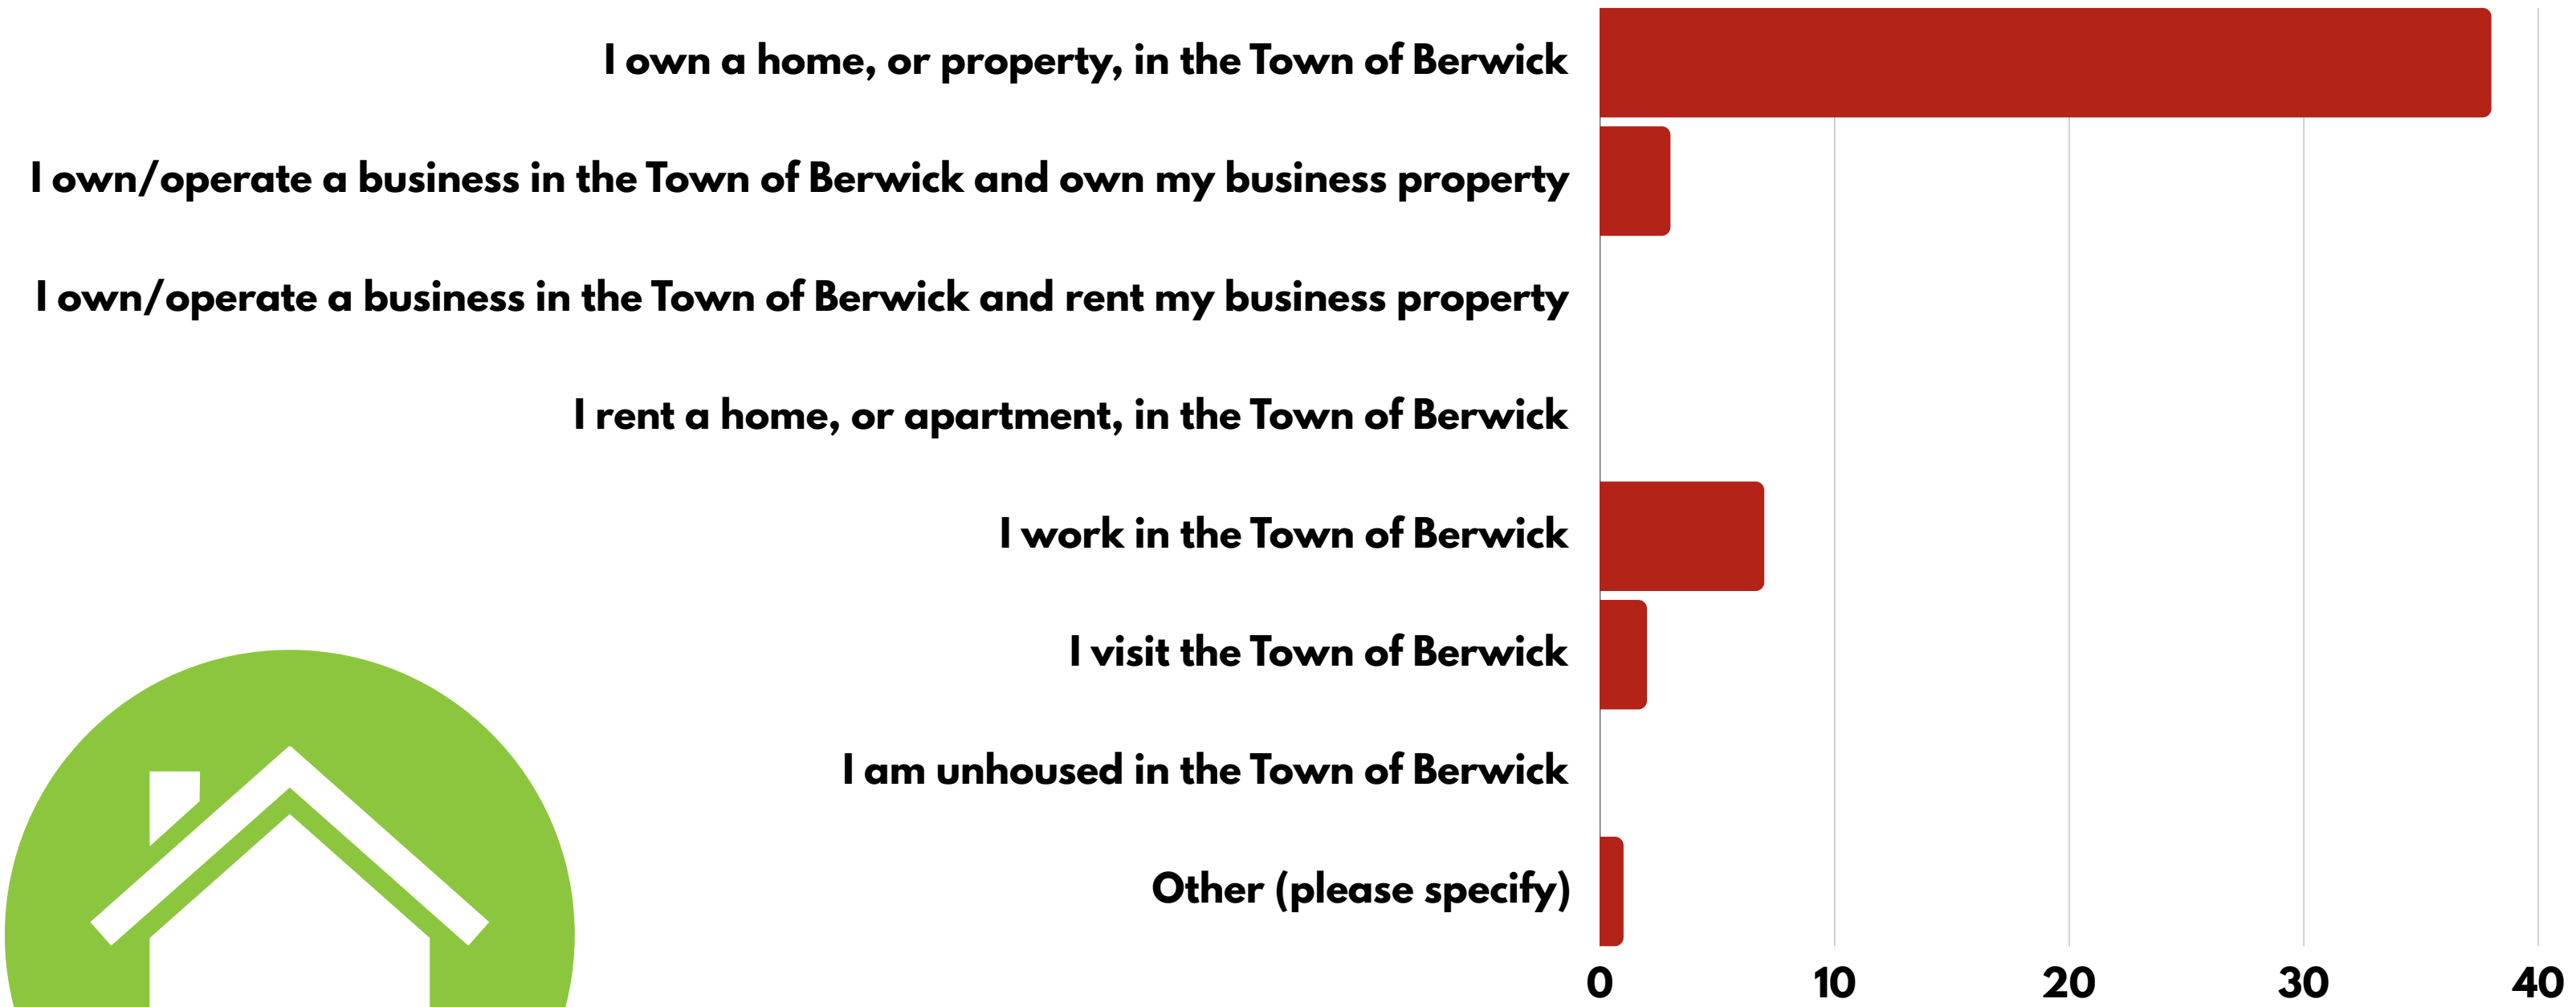 I own a home, or property, in the Town of Berwick
I own/operate a business in the Town of Berwick and own my business property
I own/operate a business in the Town of Berwick and rent my business property
I rent a home, or apartment, in the Town of Berwick
I work in the Town of Berwick
I visit the Town of Berwick
I am unhoused in the Town of Berwick
Other (please specify)
0 10 20 30 40